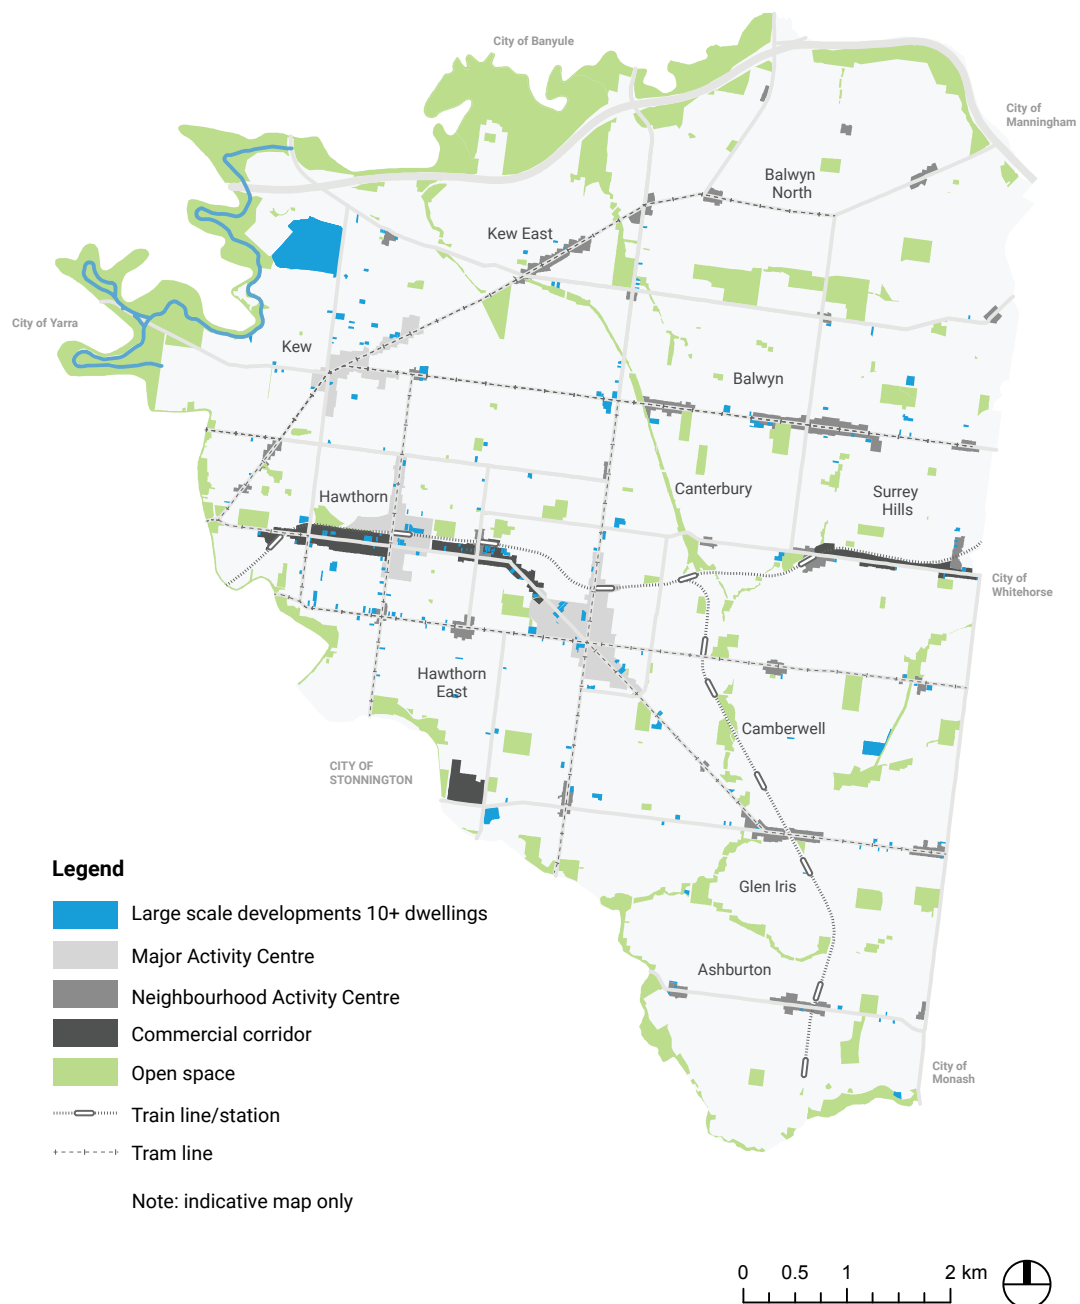 City of Banyule
City of
Manningham
Balwyn
North
Kew East
City of Yarra
Kew
Balwyn
Canterbury
Surrey
Hills
Hawthorn
City of
Whitehorse
Hawthorn
East
Camberwell
CITY OF
STONNINGTON
Glen Iris
Ashburton
City of
Monash
Legend
Large scale developments 10+ dwellings
Major Activity Centre
Neighbourhood Activity Centre
Commercial corridor
Open space
Train line/station
Tram line
Note: indicative map only
0 0.5 1 2 km